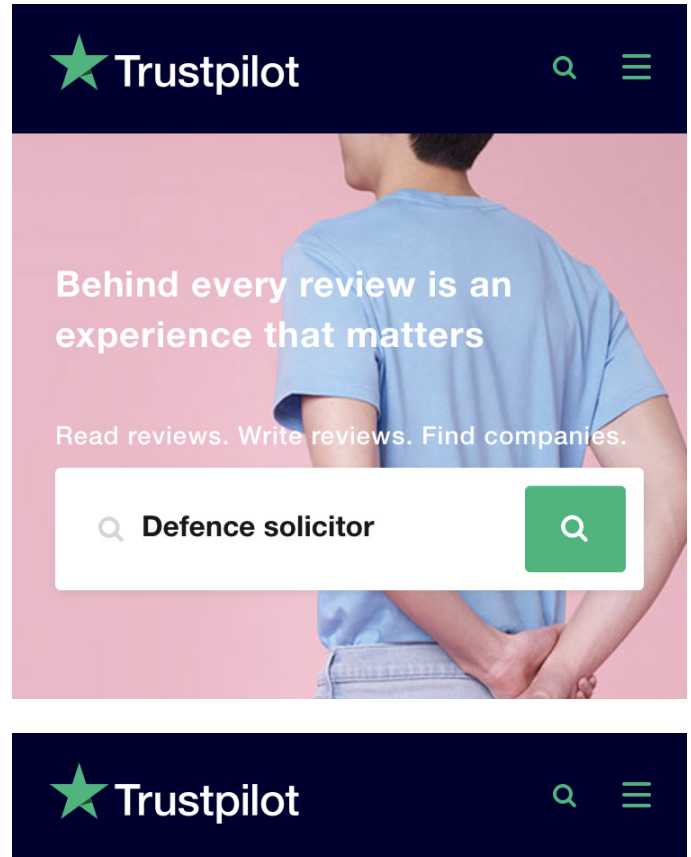 Trustpilot
Behind every review is an
experience that matters
Read reviews. Write reviews. Find companies.
Defence solicitor
Trustpilot